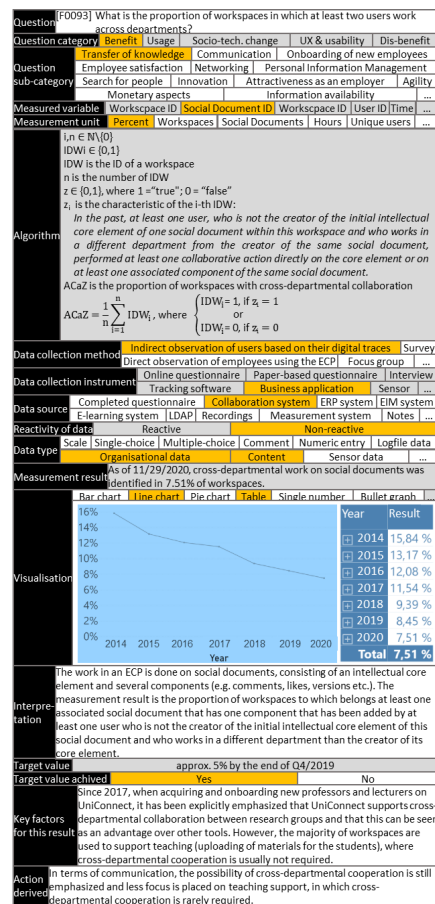 Question [F0093] What is the proportion of workspaces in which at least two users work
across departments?
Question category Benefit Usage Socio-tech. change UX & usability Dis-benefit
Question sub-category
Transfer of knowledge Communication Onboarding of new employees
Employee satisfaction Networking Personal Information Management
Search for people Innovation Attractiveness as an employer Agility
Monetary aspects Information availability ...
Measured variable Workscpace ID Social Document ID Workscpace ID User ID Time ...
Measurement unit Percent Workspaces Social Documents Hours Unique users ...
Algorithm
i,n ∈ ℕ\{0}
IDWi ∈ {0,1}
IDW is the ID of a workspace
n is the number of IDW
z ∈ {0,1}, where 1 ="true"; 0 = "false"
zᵢ is the characteristic of the i-th IDW:
In the past, at least one user, who is not the creator of the initial intellectual
core element of one social document within this workspace and who works in
a different department from the creator of the same social document,
performed at least one collaborative action directly on the core element or on
at least one associated component of the same social document.
ACaZ is the proportion of workspaces with cross-departmental collaboration
ACaZ = 1/n ∑ⁿᵢ₌₁ IDWᵢ , where { IDWᵢ= 1, if zᵢ = 1
or
IDWᵢ= 0, if zᵢ = 0
Data collection method Indirect observation of users based on their digital traces Survey
Direct observation of employees using the ECP Focus group ...
Data collection instrument Online questionnaire Paper-based questionnaire Interview
Tracking software Business application Sensor ...
Data source Completed questionnaire Collaboration system ERP system EIM system
E-learning system LDAP Recordings Measurement system Notes ...
Reactivity of data Reactive Non-reactive
Data type Scale Single-choice Multiple-choice Comment Numeric entry Logfile data
Organisational data Content Sensor data ...
Measurement result As of 11/29/2020, cross-departmental work on social documents was
identified in 7.51% of workspaces.
Visualisation
Bar chart Line chart Pie chart Table Single number Bullet graph ...
16%
14%
12%
10%
8%
6%
4%
2%
0%
2014 2015 2016 2017 2018 2019 2020
Year
Year Result
2014 15,84 %
2015 13,17 %
2016 12,08 %
2017 11,54 %
2018 9,39 %
2019 8,45 %
2020 7,51 %
Total 7,51 %
Interpre-
tation
The work in an ECP is done on social documents, consisting of an intellectual core
element and several components (e.g. comments, likes, versions etc.). The
measurement result is the proportion of workspaces to which belongs at least one
associated social document that has one component that has been added by at
least one user who is not the creator of the initial intellectual core element of this
social document and who works in a different department than the creator of its
core element.
Target value approx. 5% by the end of Q4/2019
Target value achived Yes No
Key factors
for this result
Since 2017, when acquiring and onboarding new professors and lecturers on
UniConnect, it has been explicitly emphasized that UniConnect supports cross-
departmental collaboration between research groups and that this can be seen
as an advantage over other tools. However, the majority of workspaces are
used to support teaching (uploading of materials for the students), where
cross-departmental cooperation is usually not required.
Action
derived
In terms of communication, the possibility of cross-departmental cooperation is still
emphasized and less focus is placed on teaching support, in which cross-
departmental cooperation is rarely required.